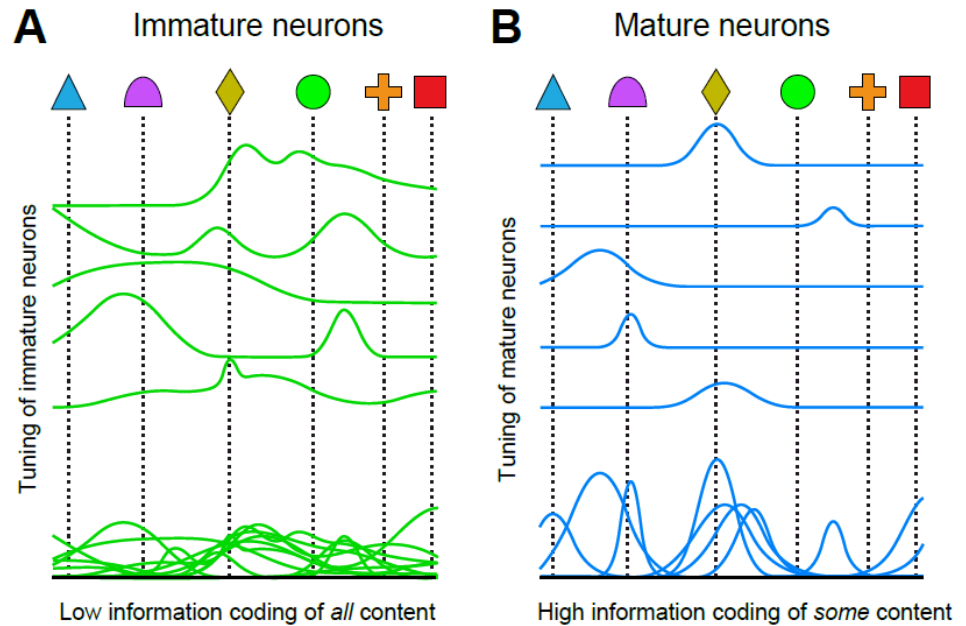 A
Immature neurons
Tuning of immature neurons
Low information coding of all content
B
Mature neurons
Tuning of mature neurons
High information coding of some content